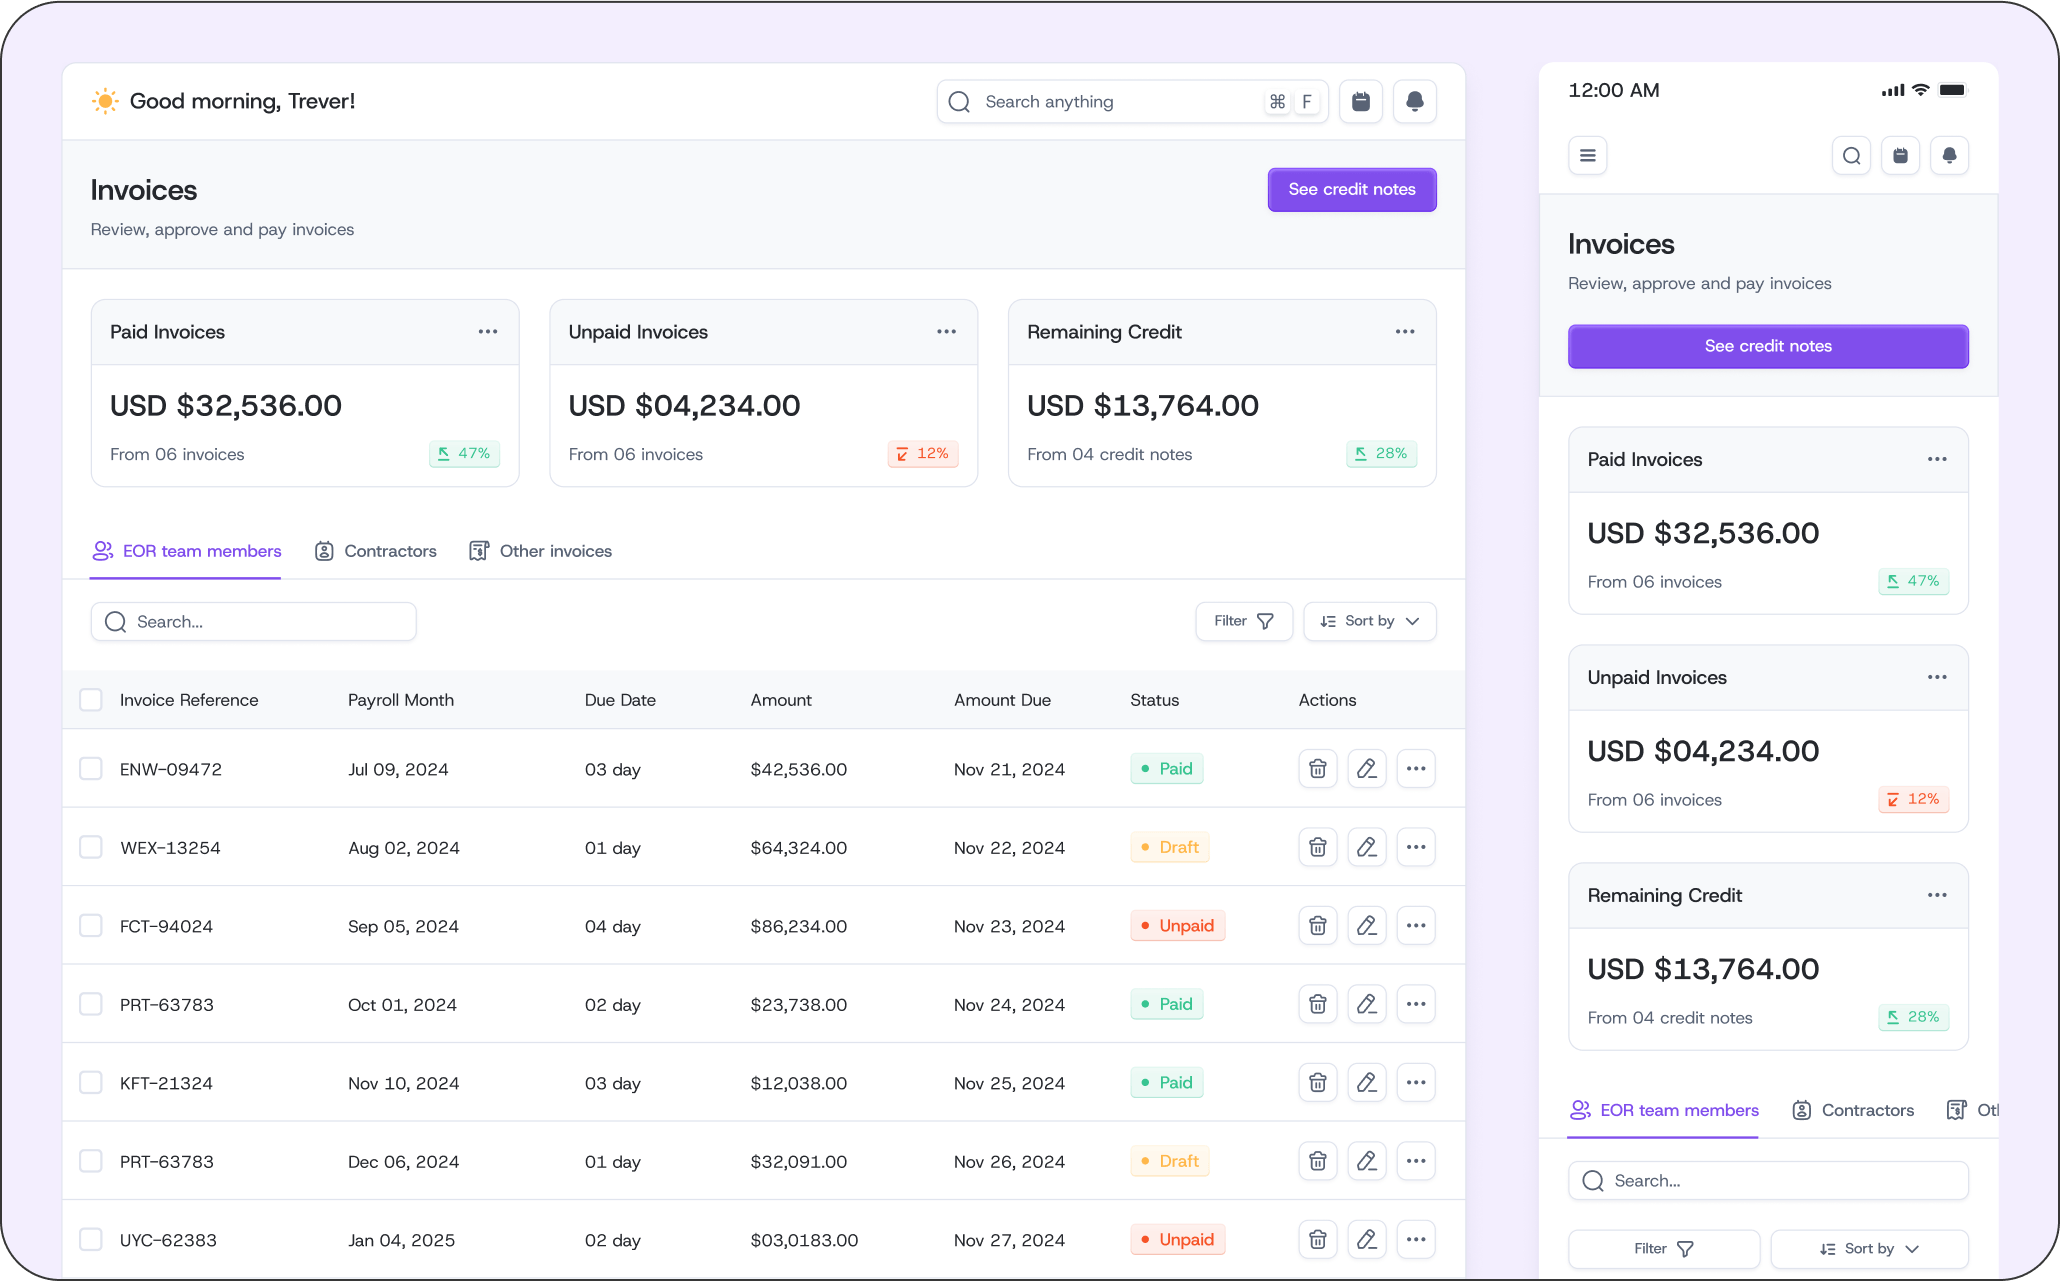 Good morning, Trever!
Search anything ⌘ F
Invoices
See credit notes
Review, approve and pay invoices
Paid Invoices
USD $32,536.00
From 06 invoices 47%
Unpaid Invoices
USD $04,234.00
From 06 invoices 12%
Remaining Credit
USD $13,764.00
From 04 credit notes 28%
EOR team members Contractors Other invoices
Search... Filter Sort by
Invoice Reference Payroll Month Due Date Amount Amount Due Status Actions
ENW-09472 Jul 09, 2024 03 day $42,536.00 Nov 21, 2024 Paid
WEX-13254 Aug 02, 2024 01 day $64,324.00 Nov 22, 2024 Draft
FCT-94024 Sep 05, 2024 04 day $86,234.00 Nov 23, 2024 Unpaid
PRT-63783 Oct 01, 2024 02 day $23,738.00 Nov 24, 2024 Paid
KFT-21324 Nov 10, 2024 03 day $12,038.00 Nov 25, 2024 Paid
PRT-63783 Dec 06, 2024 01 day $32,091.00 Nov 26, 2024 Draft
UYC-62383 Jan 04, 2025 02 day $03,0183.00 Nov 27, 2024 Unpaid
12:00 AM
Invoices
Review, approve and pay invoices
See credit notes
Paid Invoices
USD $32,536.00
From 06 invoices 47%
Unpaid Invoices
USD $04,234.00
From 06 invoices 12%
Remaining Credit
USD $13,764.00
From 04 credit notes 28%
EOR team members Contractors
Search...
Filter Sort by